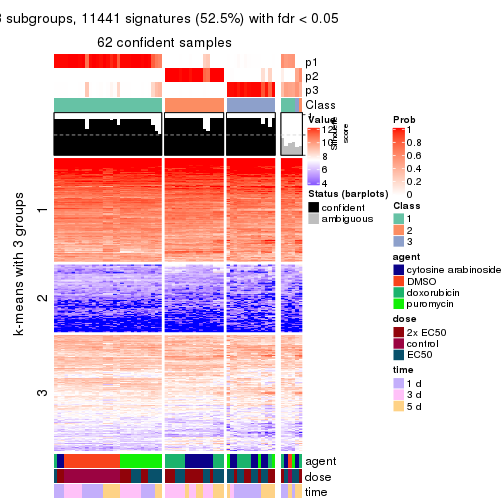 3 subgroups, 11441 signatures (52.5%) with fdr < 0.05
62 confident samples
p1
p2
p3
Class
k-means with 3 groups
1
2
3
agent
dose
time
Value
12
10
8
6
4
score
Status (barplots)
confident
ambiguous
Prob
1
0.8
0.6
0.4
0.2
0
Class
1
2
3
agent
cytosine arabinoside
DMSO
doxorubicin
puromycin
dose
2x EC50
control
EC50
time
1 d
3 d
5 d